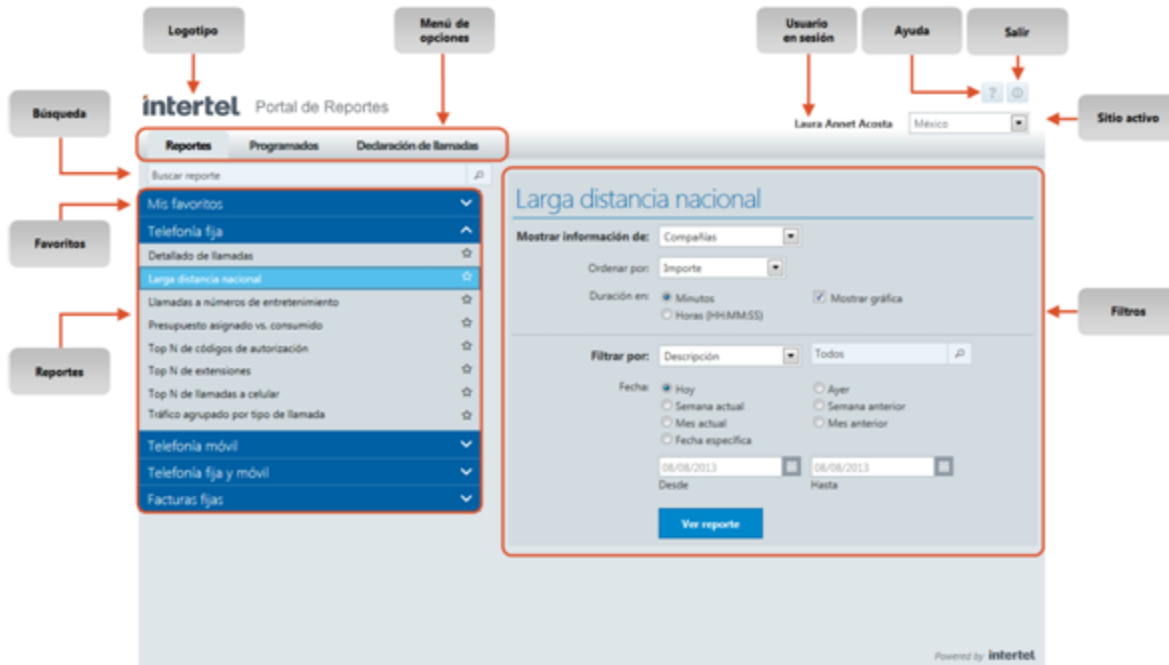 Logotipo
Menú de
opciones
Usuario
en sesión
Ayuda
Salir
Búsqueda
intertel Portal de Reportes
?
Laura Annet Acosta
México
Sitio activo
Reportes Programados Declaración de llamadas
Buscar reporte
Mis favoritos
Favoritos
Telefonía fija
Detallado de llamadas
Larga distancia nacional
Llamadas a números de entretenimiento
Presupuesto asignado vs. consumido
Top N de códigos de autorización
Reportes
Top N de extensiones
Top N de llamadas a celular
Tráfico agrupado por tipo de llamada
Telefonía móvil
Telefonía fija y móvil
Facturas fijas
Larga distancia nacional
Mostrar información de: Compañías
Ordenar por: Importe
Duración en: Minutos Mostrar gráfica
Horas (HH:MM:SS)
Filtros
Filtrar por: Descripción Todos
Fecha: Hoy Ayer
Semana actual Semana anterior
Mes actual Mes anterior
Fecha específica
08/08/2013 08/08/2013
Desde Hasta
Ver reporte
Powered by intertel